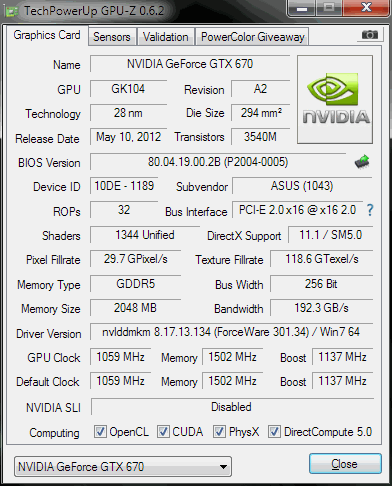 TechPowerUp GPU-Z 0.6.2
Graphics Card Sensors Validation PowerColor Giveaway
Name NVIDIA GeForce GTX 670
GPU GK104 Revision A2
Technology 28 nm Die Size 294 mm²
Release Date May 10, 2012 Transistors 3540M
NVIDIA
BIOS Version 80.04.19.00.2B (P2004-0005)
Device ID 10DE - 1189 Subvendor ASUS (1043)
ROPs 32 Bus Interface PCI-E 2.0 x16 @ x16 2.0 ?
Shaders 1344 Unified DirectX Support 11.1 / SM5.0
Pixel Fillrate 29.7 GPixel/s Texture Fillrate 118.6 GTexel/s
Memory Type GDDR5 Bus Width 256 Bit
Memory Size 2048 MB Bandwidth 192.3 GB/s
Driver Version nvlddmkm 8.17.13.134 (ForceWare 301.34) / Win7 64
GPU Clock 1059 MHz Memory 1502 MHz Boost 1137 MHz
Default Clock 1059 MHz Memory 1502 MHz Boost 1137 MHz
NVIDIA SLI Disabled
Computing OpenCL CUDA PhysX DirectCompute 5.0
NVIDIA GeForce GTX 670 Close